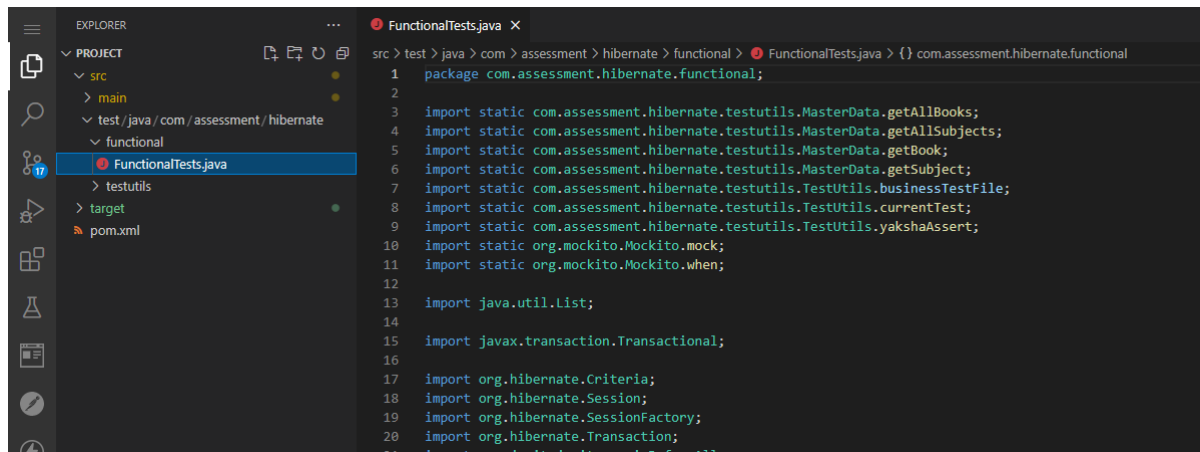 EXPLORER
PROJECT
src
main
test/java/com/assessment/hibernate
functional
FunctionalTests.java
testutils
target
pom.xml
17
FunctionalTests.java
src > test > java > com > assessment > hibernate > functional > FunctionalTests.java > {} com.assessment.hibernate.functional
1 package com.assessment.hibernate.functional;
2
3 import static com.assessment.hibernate.testutils.MasterData.getAllBooks;
4 import static com.assessment.hibernate.testutils.MasterData.getAllSubjects;
5 import static com.assessment.hibernate.testutils.MasterData.getBook;
6 import static com.assessment.hibernate.testutils.MasterData.getSubject;
7 import static com.assessment.hibernate.testutils.TestUtils.businessTestFile;
8 import static com.assessment.hibernate.testutils.TestUtils.currentTest;
9 import static com.assessment.hibernate.testutils.TestUtils.yakshaAssert;
10 import static org.mockito.Mockito.mock;
11 import static org.mockito.Mockito.when;
12
13 import java.util.List;
14
15 import javax.transaction.Transactional;
16
17 import org.hibernate.Criteria;
18 import org.hibernate.Session;
19 import org.hibernate.SessionFactory;
20 import org.hibernate.Transaction;